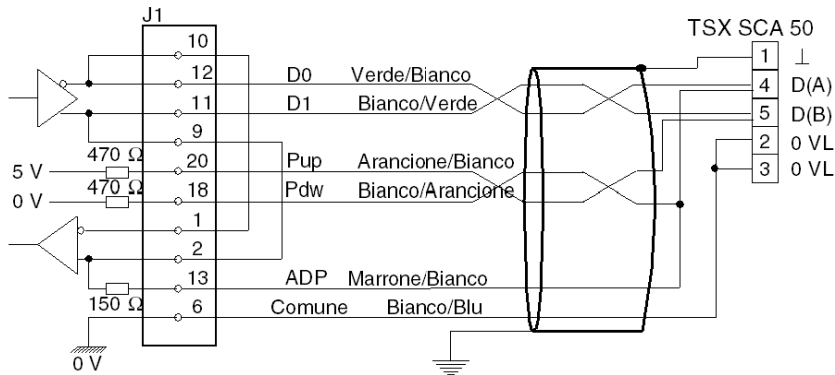 J1
TSX SCA 50
10
1 ⊥
12 D0 Verde/Bianco
4 D(A)
11 D1 Bianco/Verde
5 D(B)
9
2 0 VL
470 Ω
5 V
20 Pup Arancione/Bianco
3 0 VL
470 Ω
0 V
18 Pdw Bianco/Arancione
1
2
13 ADP Marrone/Bianco
150 Ω
6 Comune Bianco/Blu
0 V